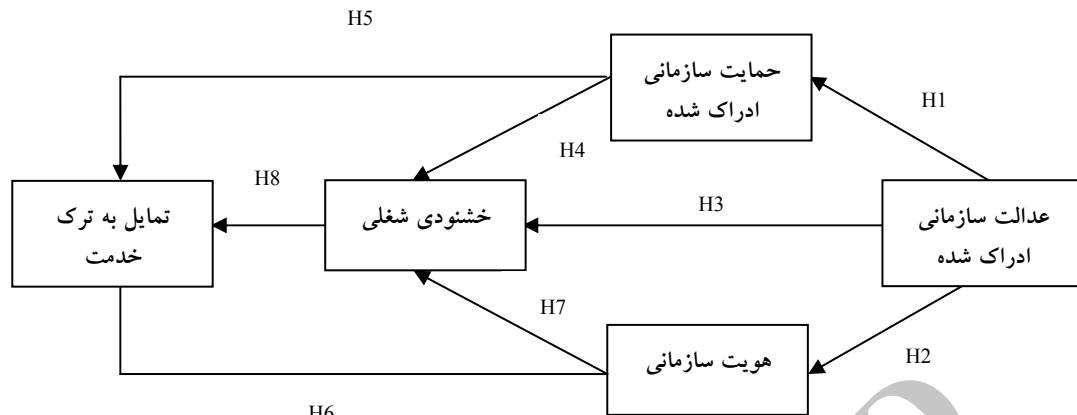 H5
حمایت سازمانی
ادراک شده
H1
H4
H8
خشنودی شغلی
H3
عدالت سازمانی
ادراک شده
تمایل به ترک
خدمت
H7
هویت سازمانی
H2
H6